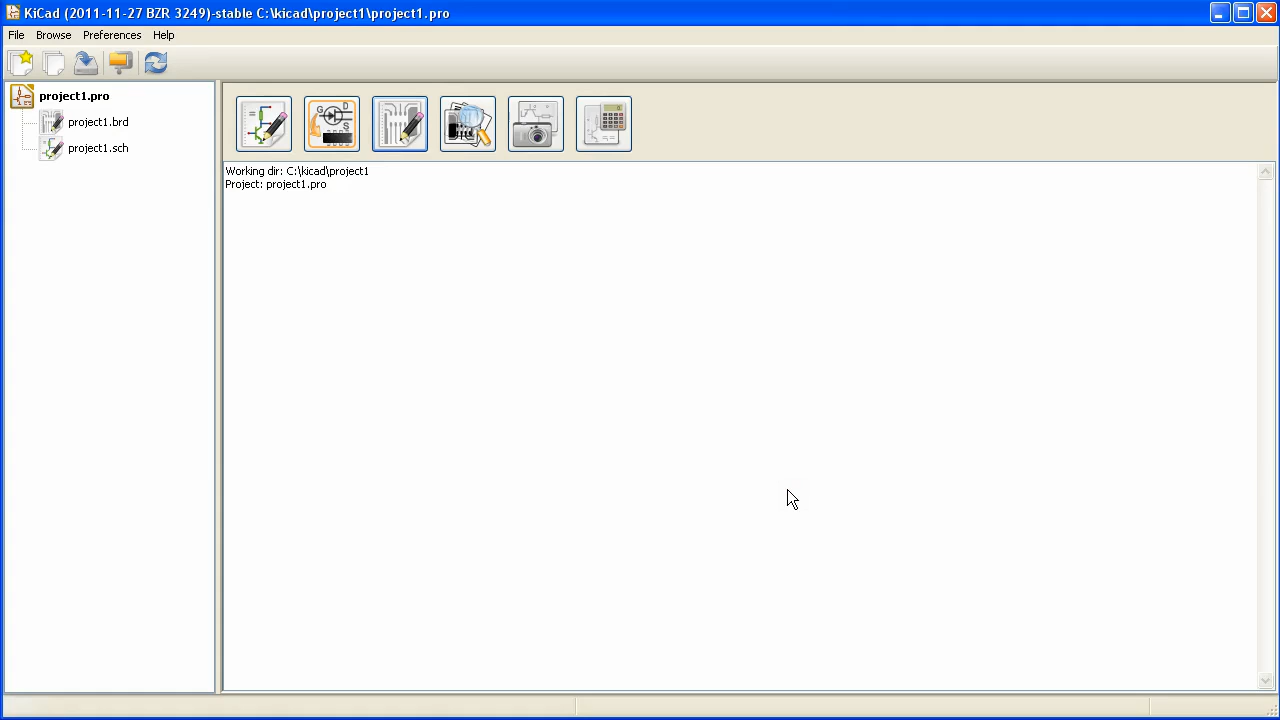 KiCad (2011-11-27 BZR 3249)-stable C:\kicad\project1\project1.pro
File Browse Preferences Help
project1.pro
project1.brd
project1.sch
G D
S
Working dir: C:\kicad\project1
Project: project1.pro